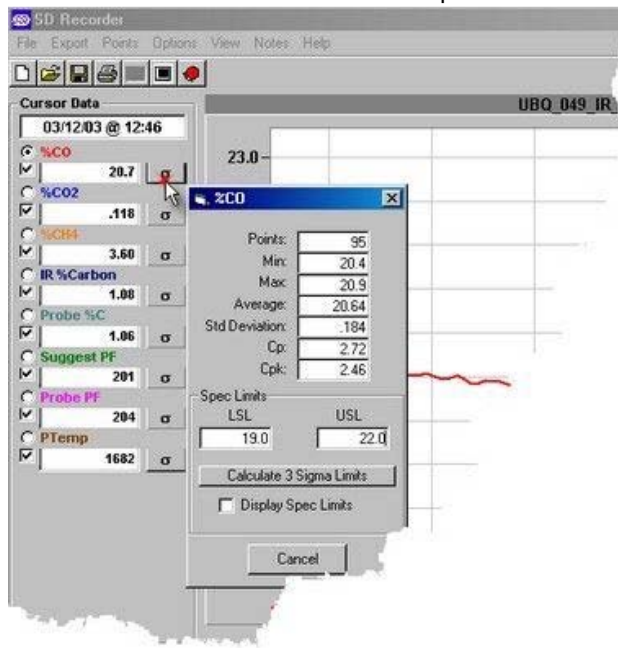 SD Recorder
File Export Points Options View Notes Help
Cursor Data
03/12/03 @ 12:46
%CO
20.7 σ
%CO2
.118 σ
%CH4
3.60 σ
IR %Carbon
1.08 σ
Probe %C
1.06 σ
Suggest PF
201 σ
Probe PF
204 σ
PTemp
1682 σ
UBQ_049_IR_
23.0
%CO
Points: 95
Min: 20.4
Max: 20.9
Average: 20.64
Std Deviation: .184
Cp: 2.72
Cpk: 2.46
Spec Limits
LSL USL
19.0 22.0
Calculate 3 Sigma Limits
Display Spec Limits
Cancel